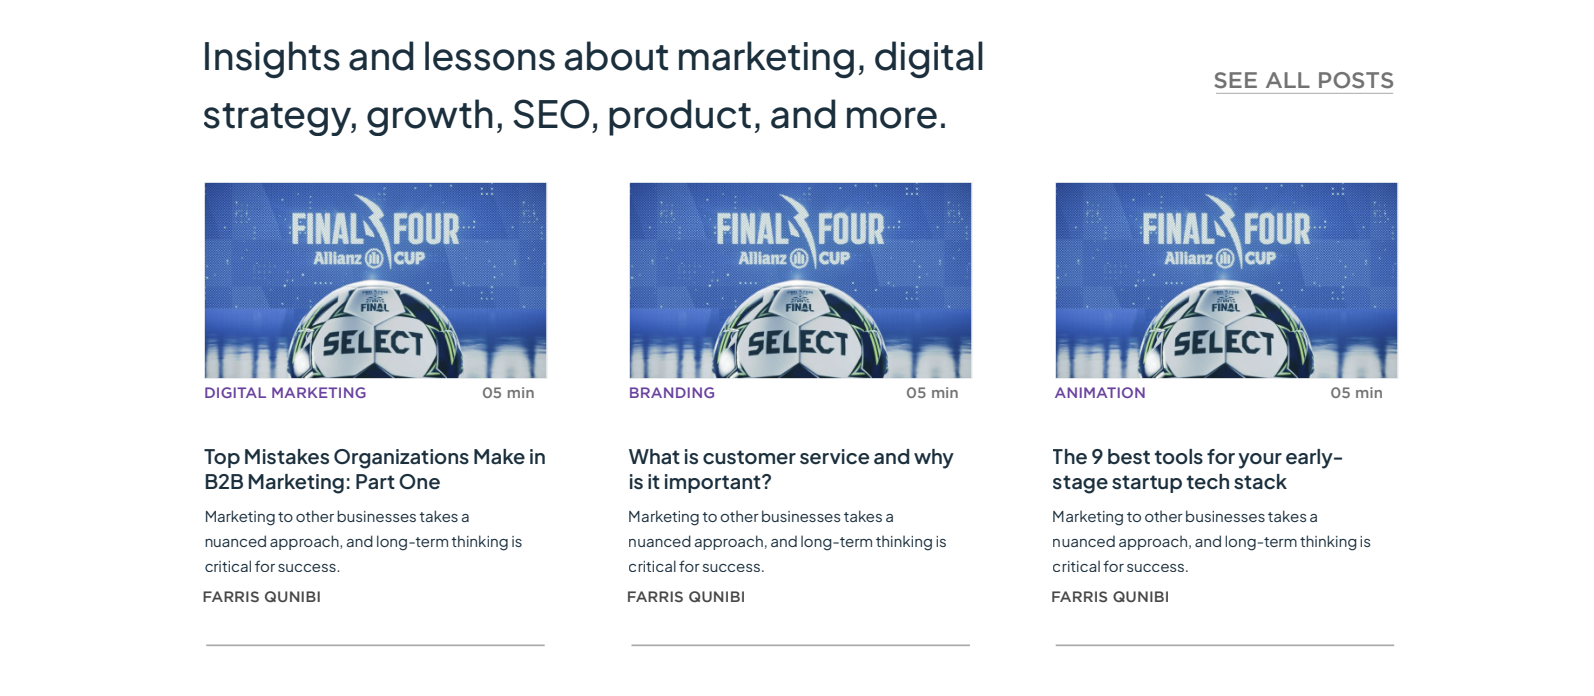 Insights and lessons about marketing, digital
strategy, growth, SEO, product, and more.
SEE ALL POSTS
FINAL FOUR
Allianz CUP
FINAL
SELECT
DIGITAL MARKETING
05 min
Top Mistakes Organizations Make in
B2B Marketing: Part One
Marketing to other businesses takes a
nuanced approach, and long-term thinking is
critical for success.
FARRIS QUNIBI
FINAL FOUR
Allianz CUP
FINAL
SELECT
BRANDING
05 min
What is customer service and why
is it important?
Marketing to other businesses takes a
nuanced approach, and long-term thinking is
critical for success.
FARRIS QUNIBI
FINAL FOUR
Allianz CUP
FINAL
SELECT
ANIMATION
05 min
The 9 best tools for your early-
stage startup tech stack
Marketing to other businesses takes a
nuanced approach, and long-term thinking is
critical for success.
FARRIS QUNIBI